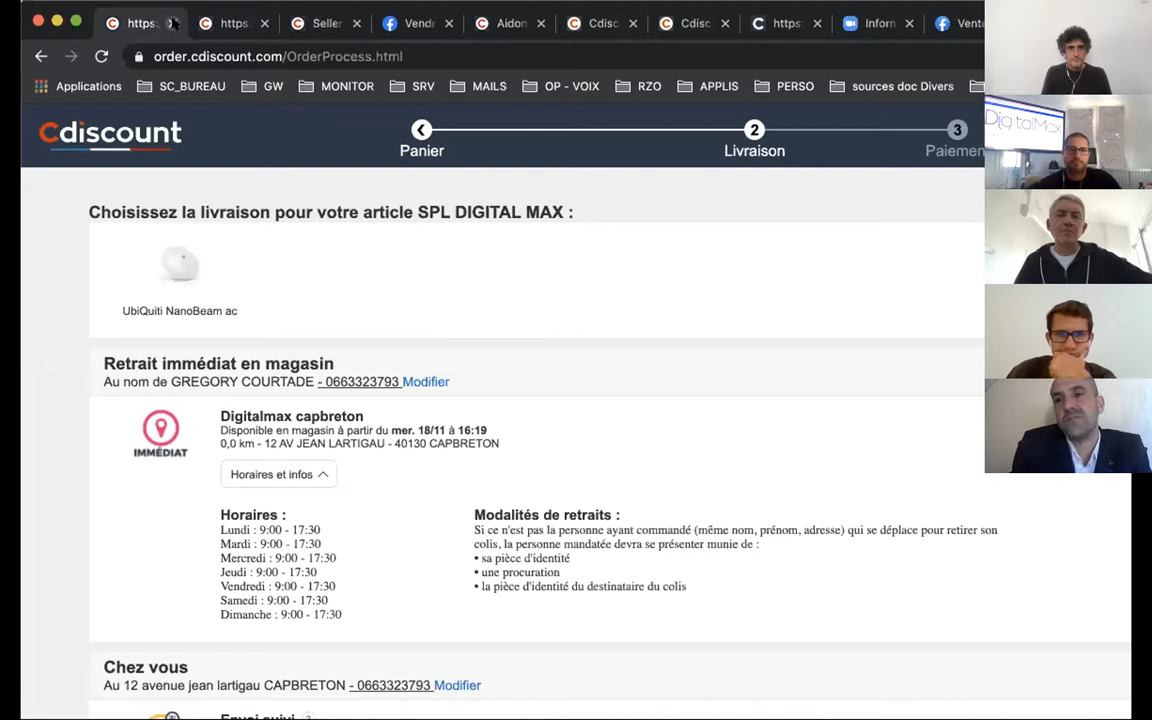 https:
https:
Seller
Vendr
Aidon
Cdisc
Cdisc
https:
Inforn
Vente
order.cdiscount.com/OrderProcess.html
Applications
SC_BUREAU
GW
MONITOR
SRV
MAILS
OP - VOIX
RZO
APPLIS
PERSO
sources doc Divers
Cdiscount
2
3
Panier
Livraison
Paiemen
DigitalMax
Choisissez la livraison pour votre article SPL DIGITAL MAX :
UbiQuiti NanoBeam ac
Retrait immédiat en magasin
Au nom de GREGORY COURTADE - 0663323793 Modifier
IMMÉDIAT
Digitalmax capbreton
Disponible en magasin à partir du mer. 18/11 à 16:19
0,0 km - 12 AV JEAN LARTIGAU - 40130 CAPBRETON
Horaires et infos
Horaires :
Lundi : 9:00 - 17:30
Mardi : 9:00 - 17:30
Mercredi : 9:00 - 17:30
Jeudi : 9:00 - 17:30
Vendredi : 9:00 - 17:30
Samedi : 9:00 - 17:30
Dimanche : 9:00 - 17:30
Modalités de retraits :
Si ce n'est pas la personne ayant commandé (même nom, prénom, adresse) qui se déplace pour retirer son
colis, la personne mandatée devra se présenter munie de :
• sa pièce d'identité
• une procuration
• la pièce d'identité du destinataire du colis
Chez vous
Au 12 avenue jean lartigau CAPBRETON - 0663323793 Modifier
Envoi suivi